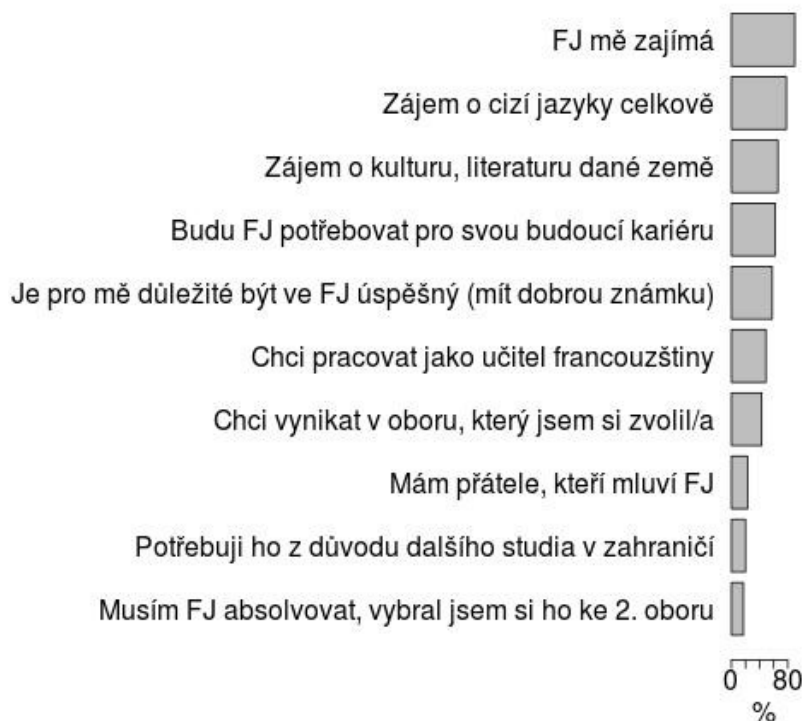 FJ mě zajímá
Zájem o cizí jazyky celkově
Zájem o kulturu, literaturu dané země
Budu FJ potřebovat pro svou budoucí kariéru
Je pro mě důležité být ve FJ úspěšný (mít dobrou známku)
Chci pracovat jako učitel francouzštiny
Chci vynikat v oboru, který jsem si zvolil/a
Mám přátele, kteří mluví FJ
Potřebuji ho z důvodu dalšího studia v zahraničí
Musím FJ absolvovat, vybral jsem si ho ke 2. oboru
0 80
%